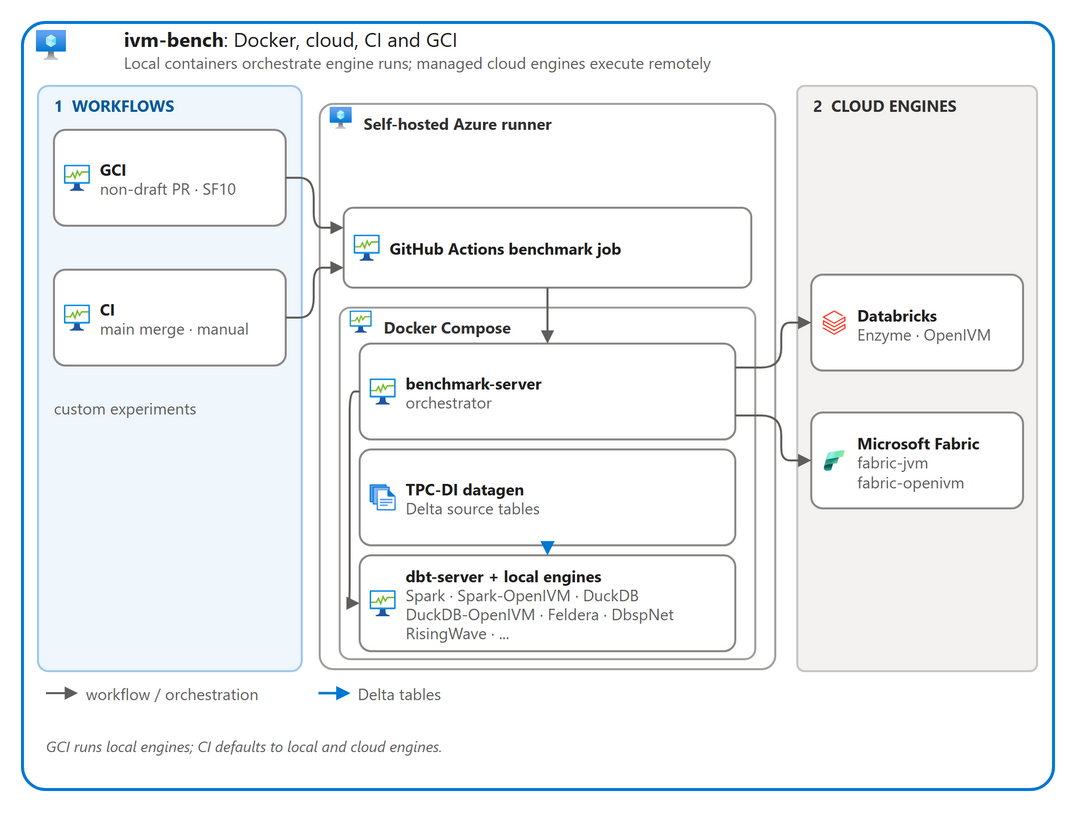 ivm-bench: Docker, cloud, CI and GCI
Local containers orchestrate engine runs; managed cloud engines execute remotely
1 WORKFLOWS
GCI
non-draft PR · SF10
CI
main merge · manual
custom experiments
Self-hosted Azure runner
GitHub Actions benchmark job
Docker Compose
benchmark-server
orchestrator
TPC-DI datagen
Delta source tables
dbt-server + local engines
Spark · Spark-OpenIVM · DuckDB
DuckDB-OpenIVM · Feldera · DbspNet
RisingWave · ...
2 CLOUD ENGINES
Databricks
Enzyme · OpenIVM
Microsoft Fabric
fabric-jvm
fabric-openivm
workflow / orchestration
Delta tables
GCI runs local engines; CI defaults to local and cloud engines.